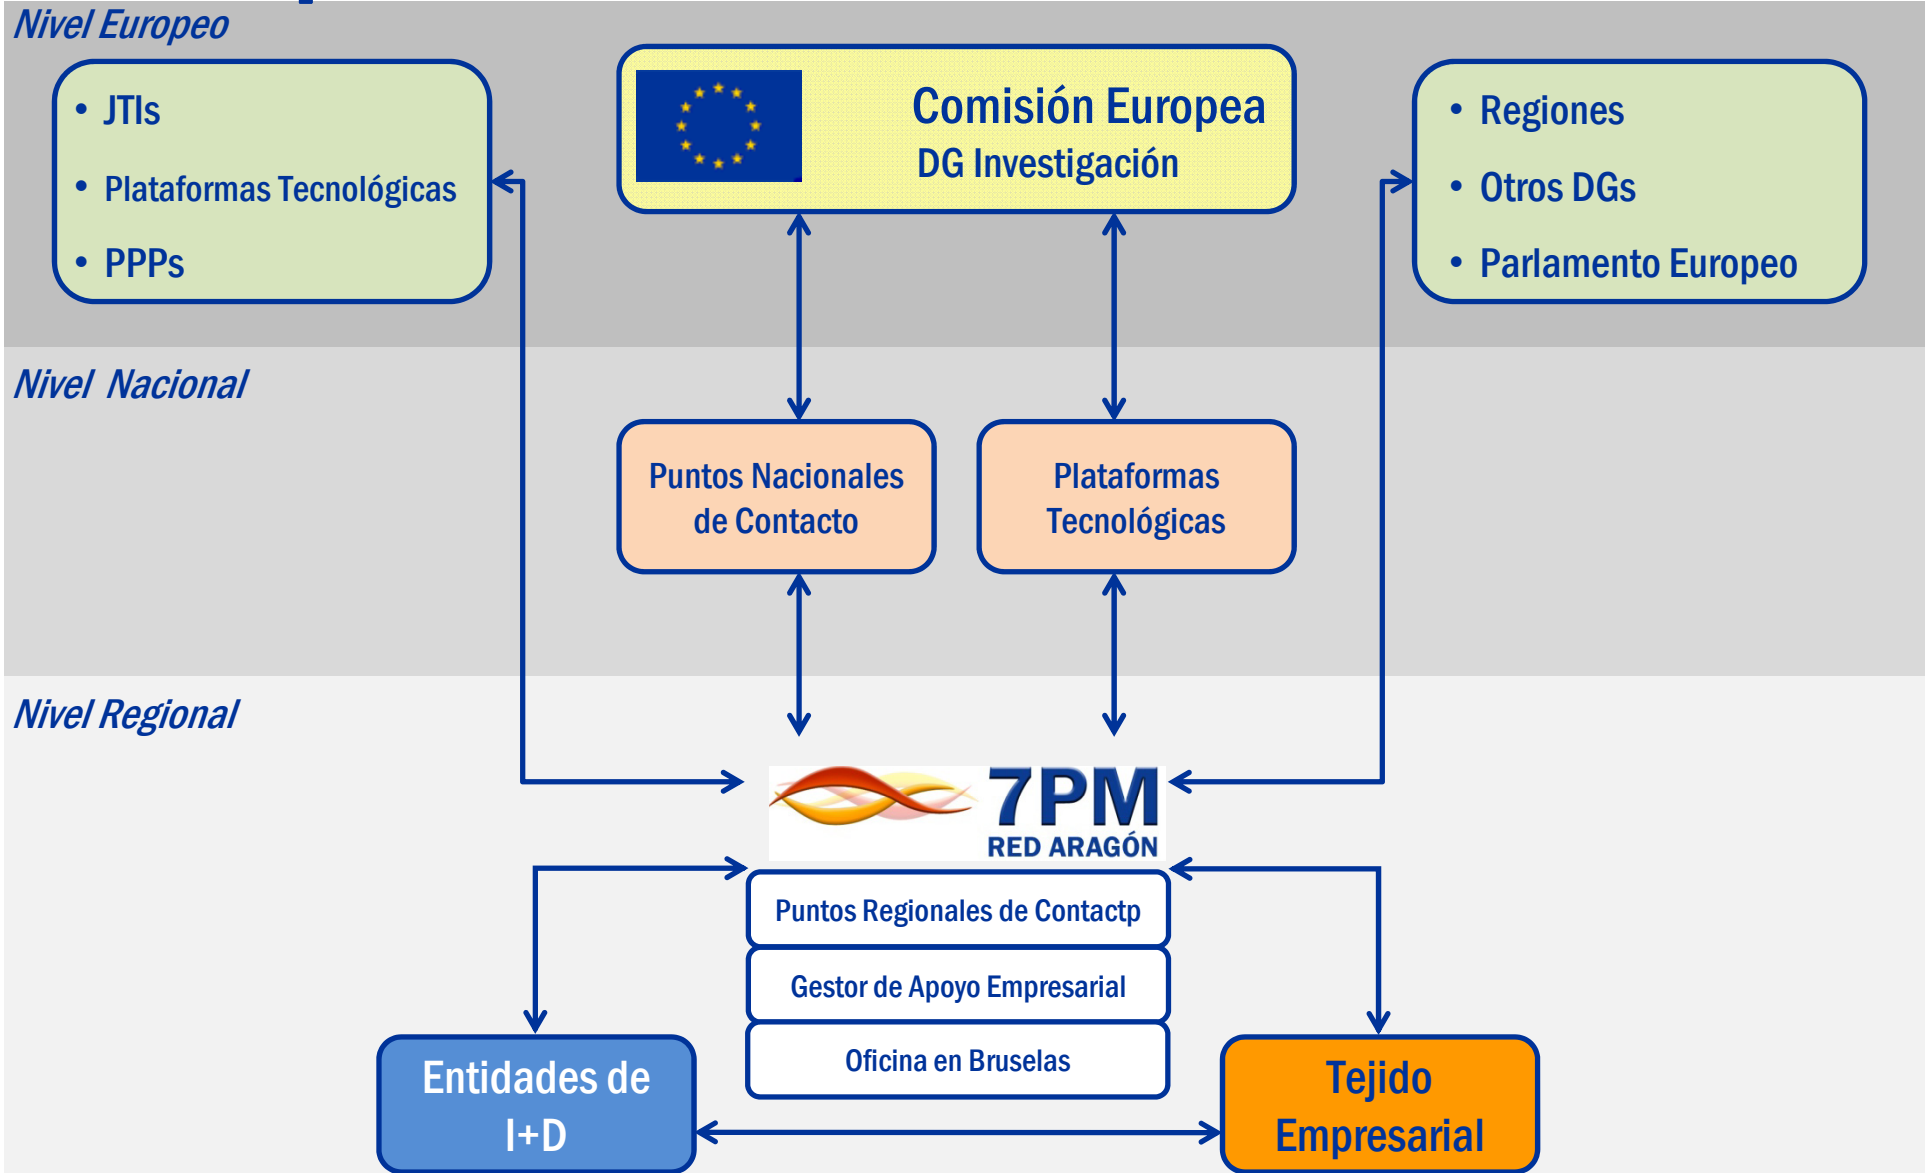 Nivel Europeo
• JTIs
• Plataformas Tecnológicas
• PPPs
Comisión Europea
DG Investigación
• Regiones
• Otros DGs
• Parlamento Europeo
Nivel Nacional
Puntos Nacionales
de Contacto
Plataformas
Tecnológicas
Nivel Regional
7PM
RED ARAGÓN
Puntos Regionales de Contactp
Gestor de Apoyo Empresarial
Oficina en Bruselas
Entidades de
I+D
Tejido
Empresarial